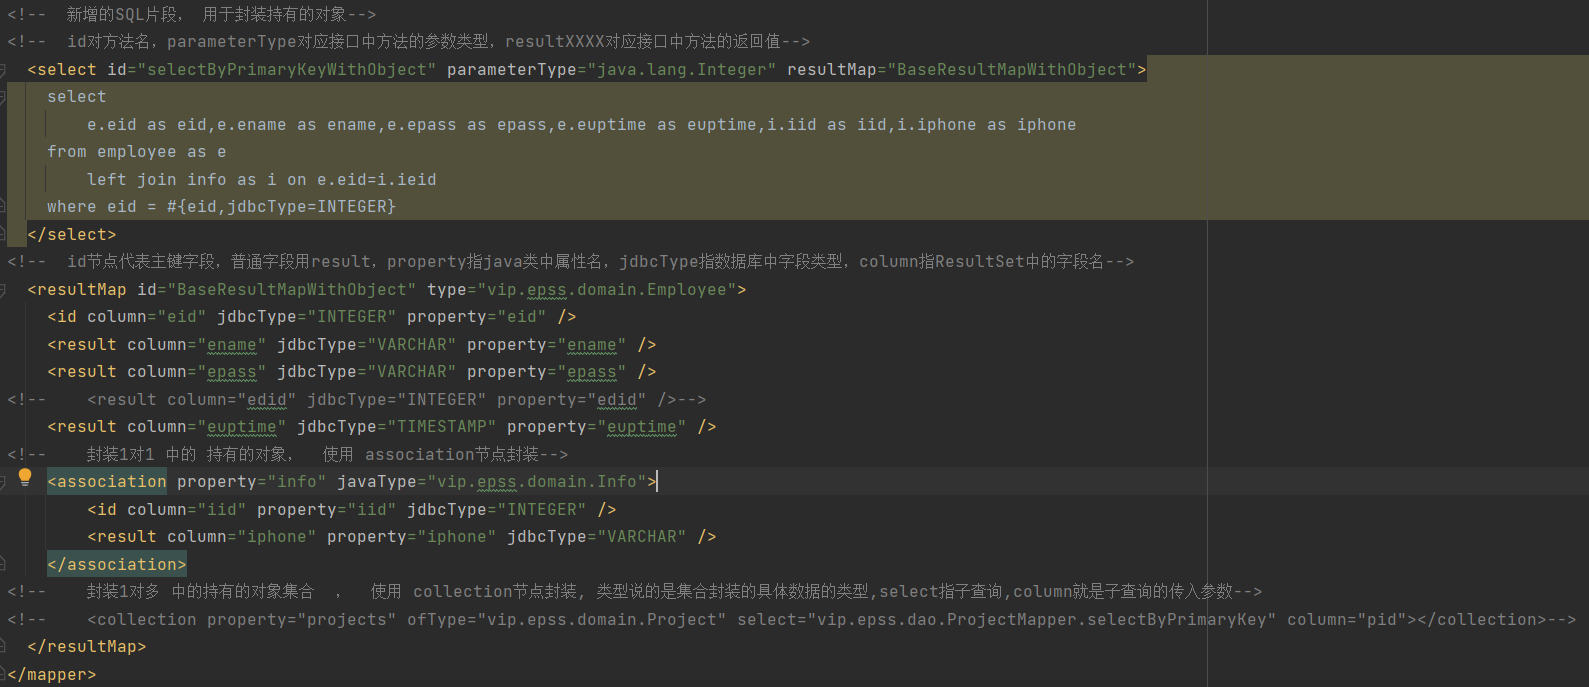 <!--  新增的SQL片段， 用于封装持有的对象-->
<!--  id对方法名，parameterType对应接口中方法的参数类型，resultXXXX对应接口中方法的返回值-->
<select id="selectByPrimaryKeyWithObject" parameterType="java.lang.Integer" resultMap="BaseResultMapWithObject">
select
e.eid as eid,e.ename as ename,e.epass as epass,e.euptime as euptime,i.iid as iid,i.iphone as iphone
from employee as e
left join info as i on e.eid=i.ieid
where eid = #{eid,jdbcType=INTEGER}
</select>
<!--  id节点代表主键字段，普通字段用result，property指java类中属性名，jdbcType指数据库中字段类型，column指ResultSet中的字段名-->
<resultMap id="BaseResultMapWithObject" type="vip.epss.domain.Employee">
<id column="eid" jdbcType="INTEGER" property="eid" />
<result column="ename" jdbcType="VARCHAR" property="ename" />
<result column="epass" jdbcType="VARCHAR" property="epass" />
<!--    <result column="edid" jdbcType="INTEGER" property="edid" />-->
<result column="euptime" jdbcType="TIMESTAMP" property="euptime" />
<!--    封装1对1 中的 持有的对象，  使用 association节点封装-->
<association property="info" javaType="vip.epss.domain.Info">
<id column="iid" property="iid" jdbcType="INTEGER" />
<result column="iphone" property="iphone" jdbcType="VARCHAR" />
</association>
<!--    封装1对多 中的持有的对象集合  ，  使用 collection节点封装, 类型说的是集合封装的具体数据的类型,select指子查询,column就是子查询的传入参数-->
<!--    <collection property="projects" ofType="vip.epss.domain.Project" select="vip.epss.dao.ProjectMapper.selectByPrimaryKey" column="pid"></collection>-->
</resultMap>
</mapper>